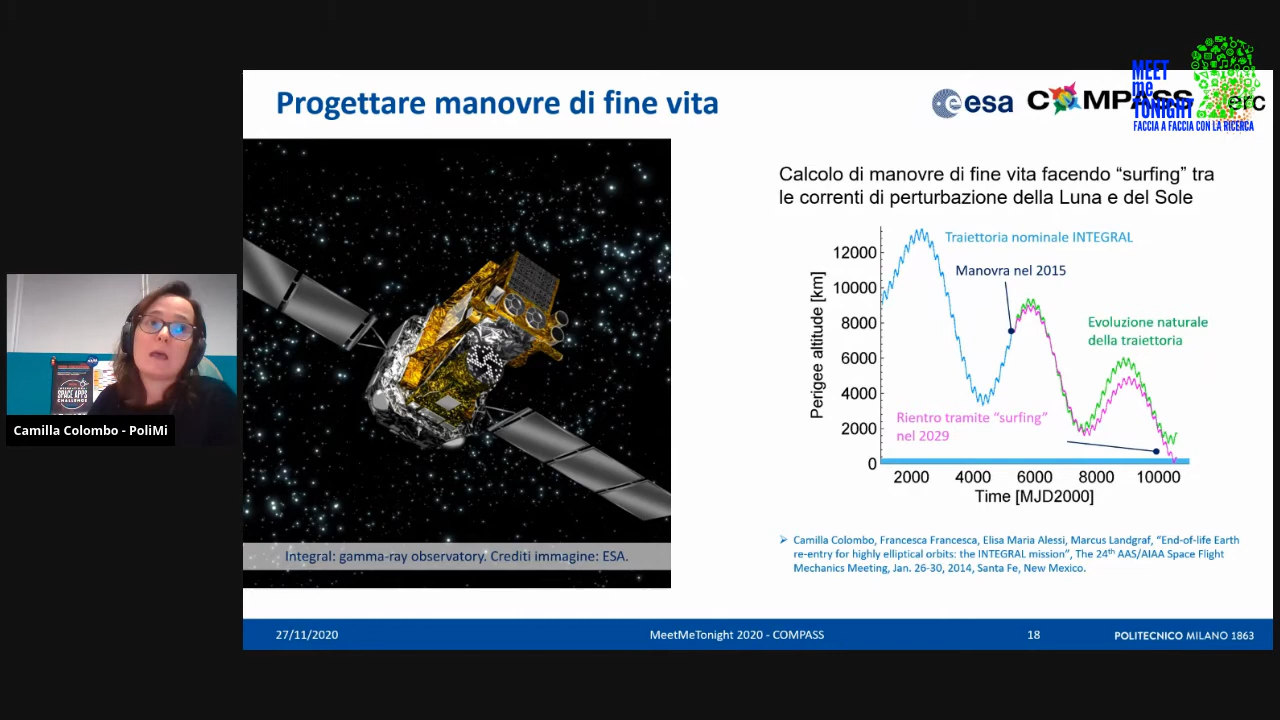 MEET
me
TONIGHT
FACCIA A FACCIA CON LA RICERCA
Progettare manovre di fine vita
esa
COMPASS
erc
Calcolo di manovre di fine vita facendo “surfing” tra
le correnti di perturbazione della Luna e del Sole
Traiettoria nominale INTEGRAL
Manovra nel 2015
Evoluzione naturale
della traiettoria
Rientro tramite “surfing”
nel 2029
Perigee altitude [km]
12000
10000
8000
6000
4000
2000
0
2000 4000 6000 8000 10000
Time [MJD2000]
SPACE APPS
CHALLENGE
Camilla Colombo - PoliMi
Integral: gamma-ray observatory. Crediti immagine: ESA.
Camilla Colombo, Francesca Francesca, Elisa Maria Alessi, Marcus Landgraf, “End-of-life Earth
re-entry for highly elliptical orbits: the INTEGRAL mission”, The 24th AAS/AIAA Space Flight
Mechanics Meeting, Jan. 26-30, 2014, Santa Fe, New Mexico.
27/11/2020
MeetMeTonight 2020 - COMPASS
18
POLITECNICO MILANO 1863